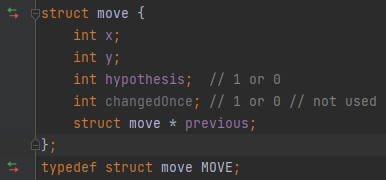 struct move {
int x;
int y;
int hypothesis;  // 1 or 0
int changedOnce; // 1 or 0 // not used
struct move * previous;
};
typedef struct move MOVE;